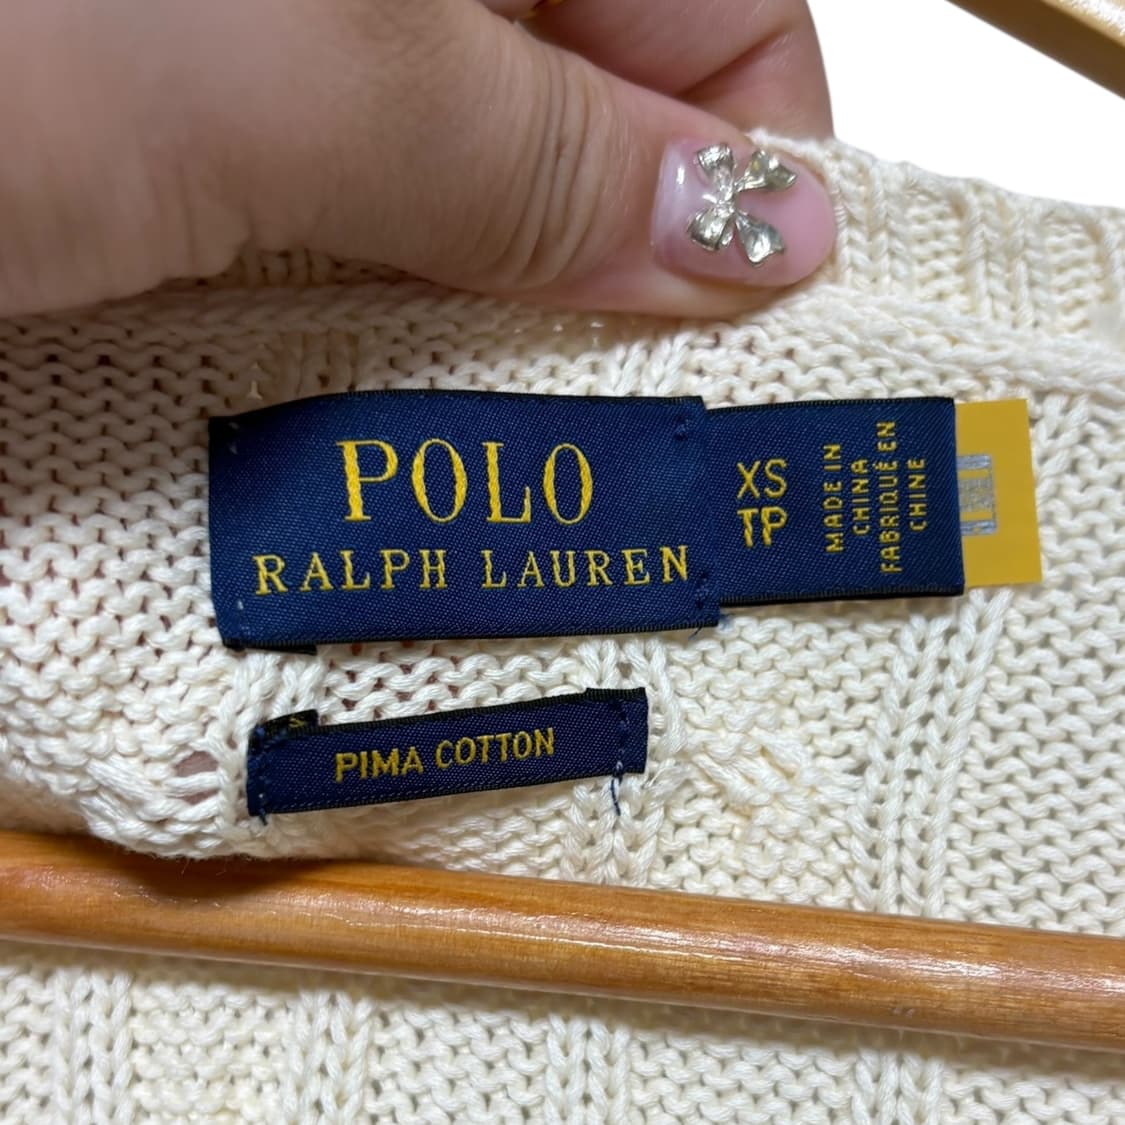 POLO
RALPH LAUREN
XS
TP
MADE IN
CHINA
FABRIQUÉ EN
CHINE
PIMA COTTON